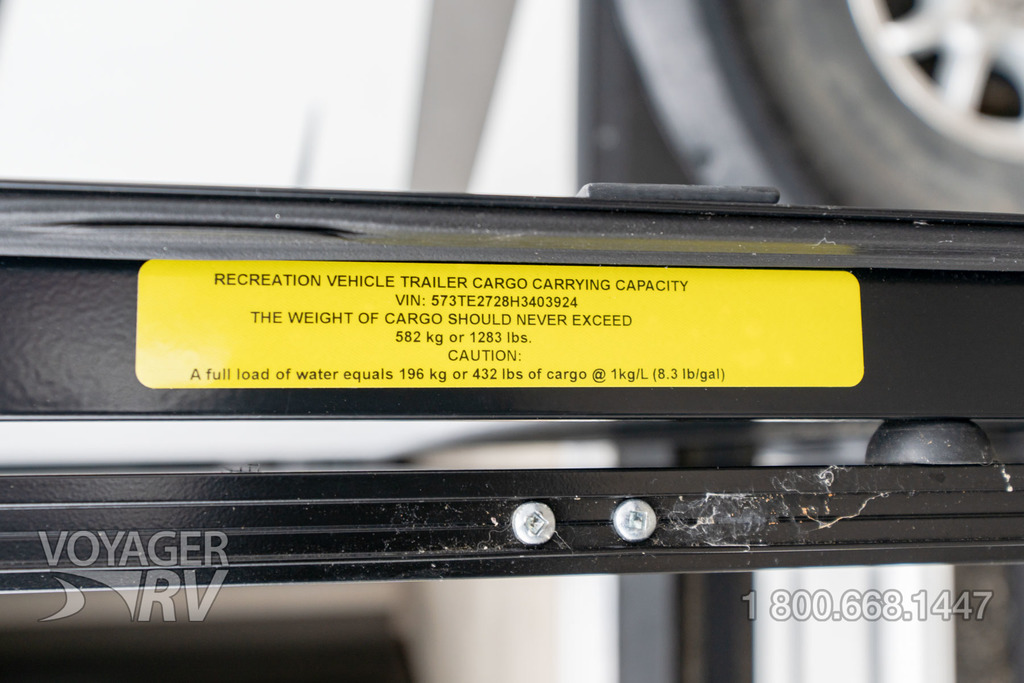 RECREATION VEHICLE TRAILER CARGO CARRYING CAPACITY
VIN: 573TE2728H3403924
THE WEIGHT OF CARGO SHOULD NEVER EXCEED
582 kg or 1283 lbs.
CAUTION:
A full load of water equals 196 kg or 432 lbs of cargo @ 1kg/L (8.3 lb/gal)
VOYAGER
RV
1 800.668.1447